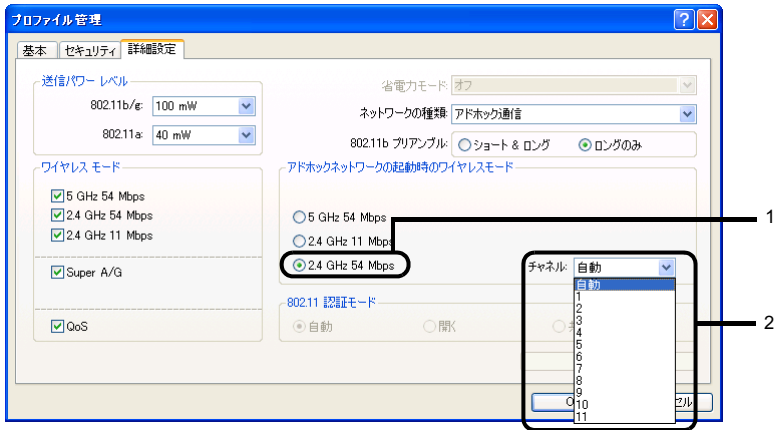 プロファイル管理
基本 セキュリティ 詳細設定
送信パワー レベル
802.11b/g: 100 mW
802.11a: 40 mW
省電力モード: オフ
ネットワークの種類: アドホック通信
802.11b プリアンブル: ショート & ロング ロングのみ
ワイヤレス モード
5 GHz 54 Mbps
2.4 GHz 54 Mbps
2.4 GHz 11 Mbps
Super A/G
QoS
アドホックネットワークの起動時のワイヤレスモード
5 GHz 54 Mbps
2.4 GHz 11 Mbps
2.4 GHz 54 Mbps
チャネル: 自動
自動
1
2
3
4
5
6
7
8
9
10
11
802.11 認証モード
自動 開く
1
2